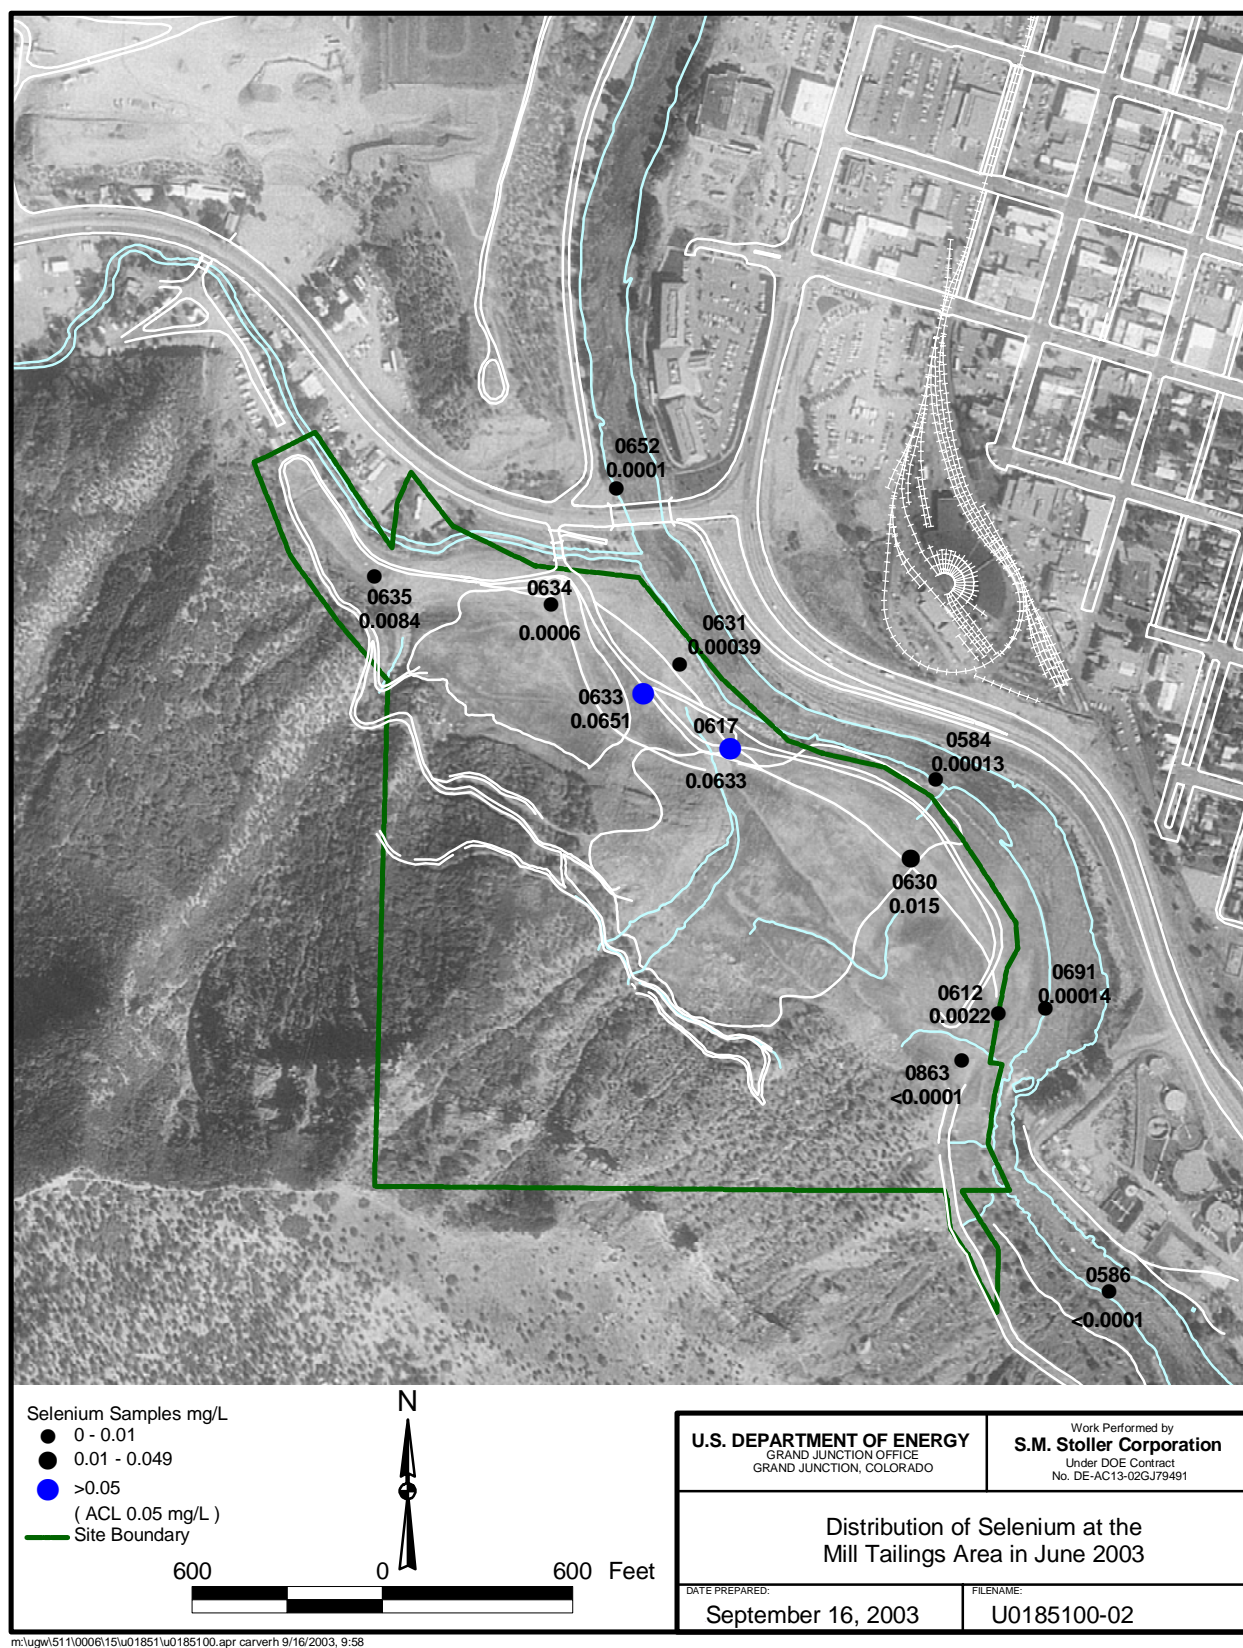 0652
0.0001
0635
0.0084
0634
0.0006
0631
0.00039
0633
0.0651
0617
0.0633
0584
0.00013
0630
0.015
0691
0.00014
0612
0.0022
0863
<0.0001
0586
<0.0001
Selenium Samples mg/L
0 - 0.01
0.01 - 0.049
>0.05
( ACL 0.05 mg/L )
Site Boundary
N
600 0 600 Feet
U.S. DEPARTMENT OF ENERGY
GRAND JUNCTION OFFICE
GRAND JUNCTION, COLORADO
Work Performed by
S.M. Stoller Corporation
Under DOE Contract
No. DE-AC13-02GJ79491
Distribution of Selenium at the
Mill Tailings Area in June 2003
DATE PREPARED:
September 16, 2003
FILENAME:
U0185100-02
m:\ugw\511\0006\15\u01851\u0185100.apr carverh 9/16/2003, 9:58